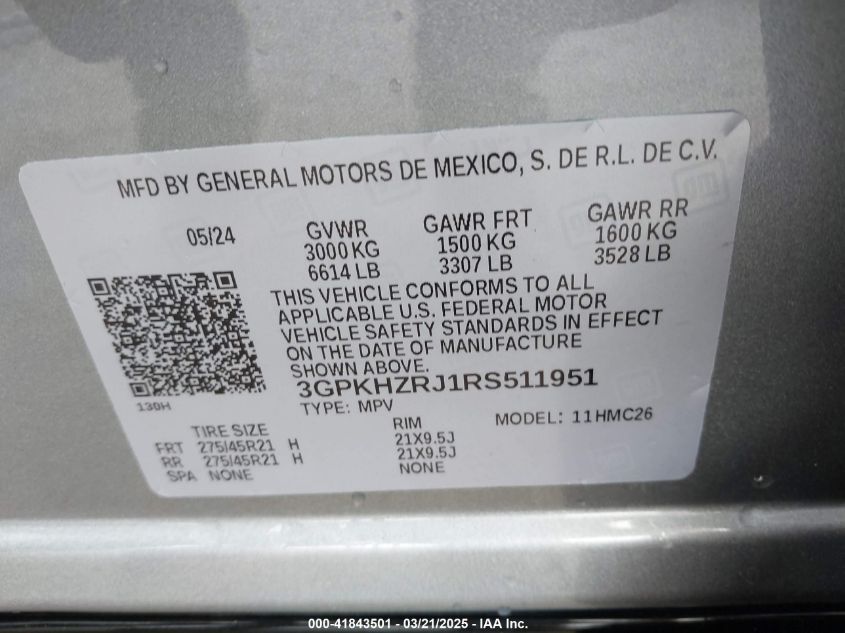 MFD BY GENERAL MOTORS DE MEXICO, S. DE R.L. DE C.V.
05/24
GVWR
3000 KG
6614 LB
GAWR FRT
1500 KG
3307 LB
GAWR RR
1600 KG
3528 LB
THIS VEHICLE CONFORMS TO ALL
APPLICABLE U.S. FEDERAL MOTOR
VEHICLE SAFETY STANDARDS IN EFFECT
ON THE DATE OF MANUFACTURE
SHOWN ABOVE.
3GPKHZRJ1RS511951
TYPE: MPV
MODEL: 11HMC26
130H
TIRE SIZE
RIM
FRT 275/45R21 H 21X9.5J
RR 275/45R21 H 21X9.5J
SPA NONE NONE
000-41843501 - 03/21/2025 - IAA Inc.